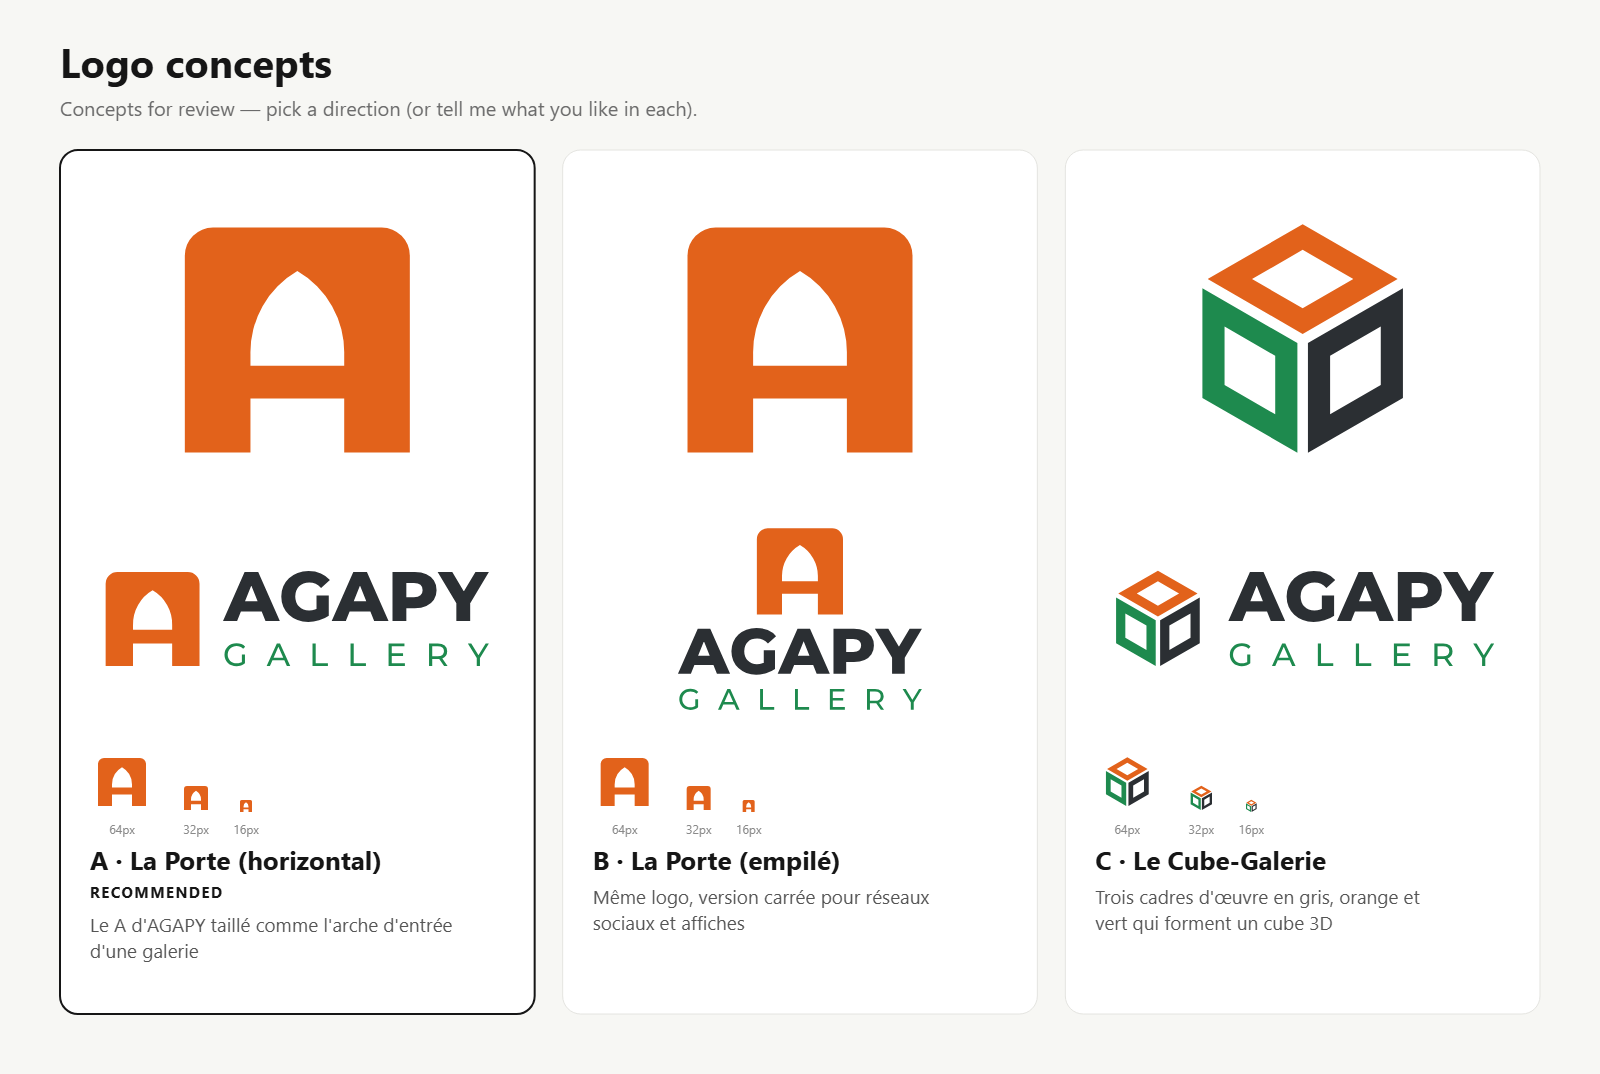 Logo concepts
Concepts for review — pick a direction (or tell me what you like in each).
AGAPY
GALLERY
64px 32px 16px
A · La Porte (horizontal)
RECOMMENDED
Le A d'AGAPY taillé comme l'arche d'entrée
d'une galerie
AGAPY
GALLERY
64px 32px 16px
B · La Porte (empilé)
Même logo, version carrée pour réseaux
sociaux et affiches
AGAPY
GALLERY
64px 32px 16px
C · Le Cube-Galerie
Trois cadres d'œuvre en gris, orange et
vert qui forment un cube 3D